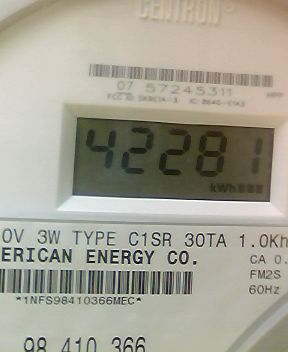 CENTRON®
07 57245311
42281
kWh
0V 3W TYPE C1SR 30TA 1.0Kh
ERICAN ENERGY CO.
CA 0.
FM2S
60Hz
*1NFS98410366MEC*
98 410 366